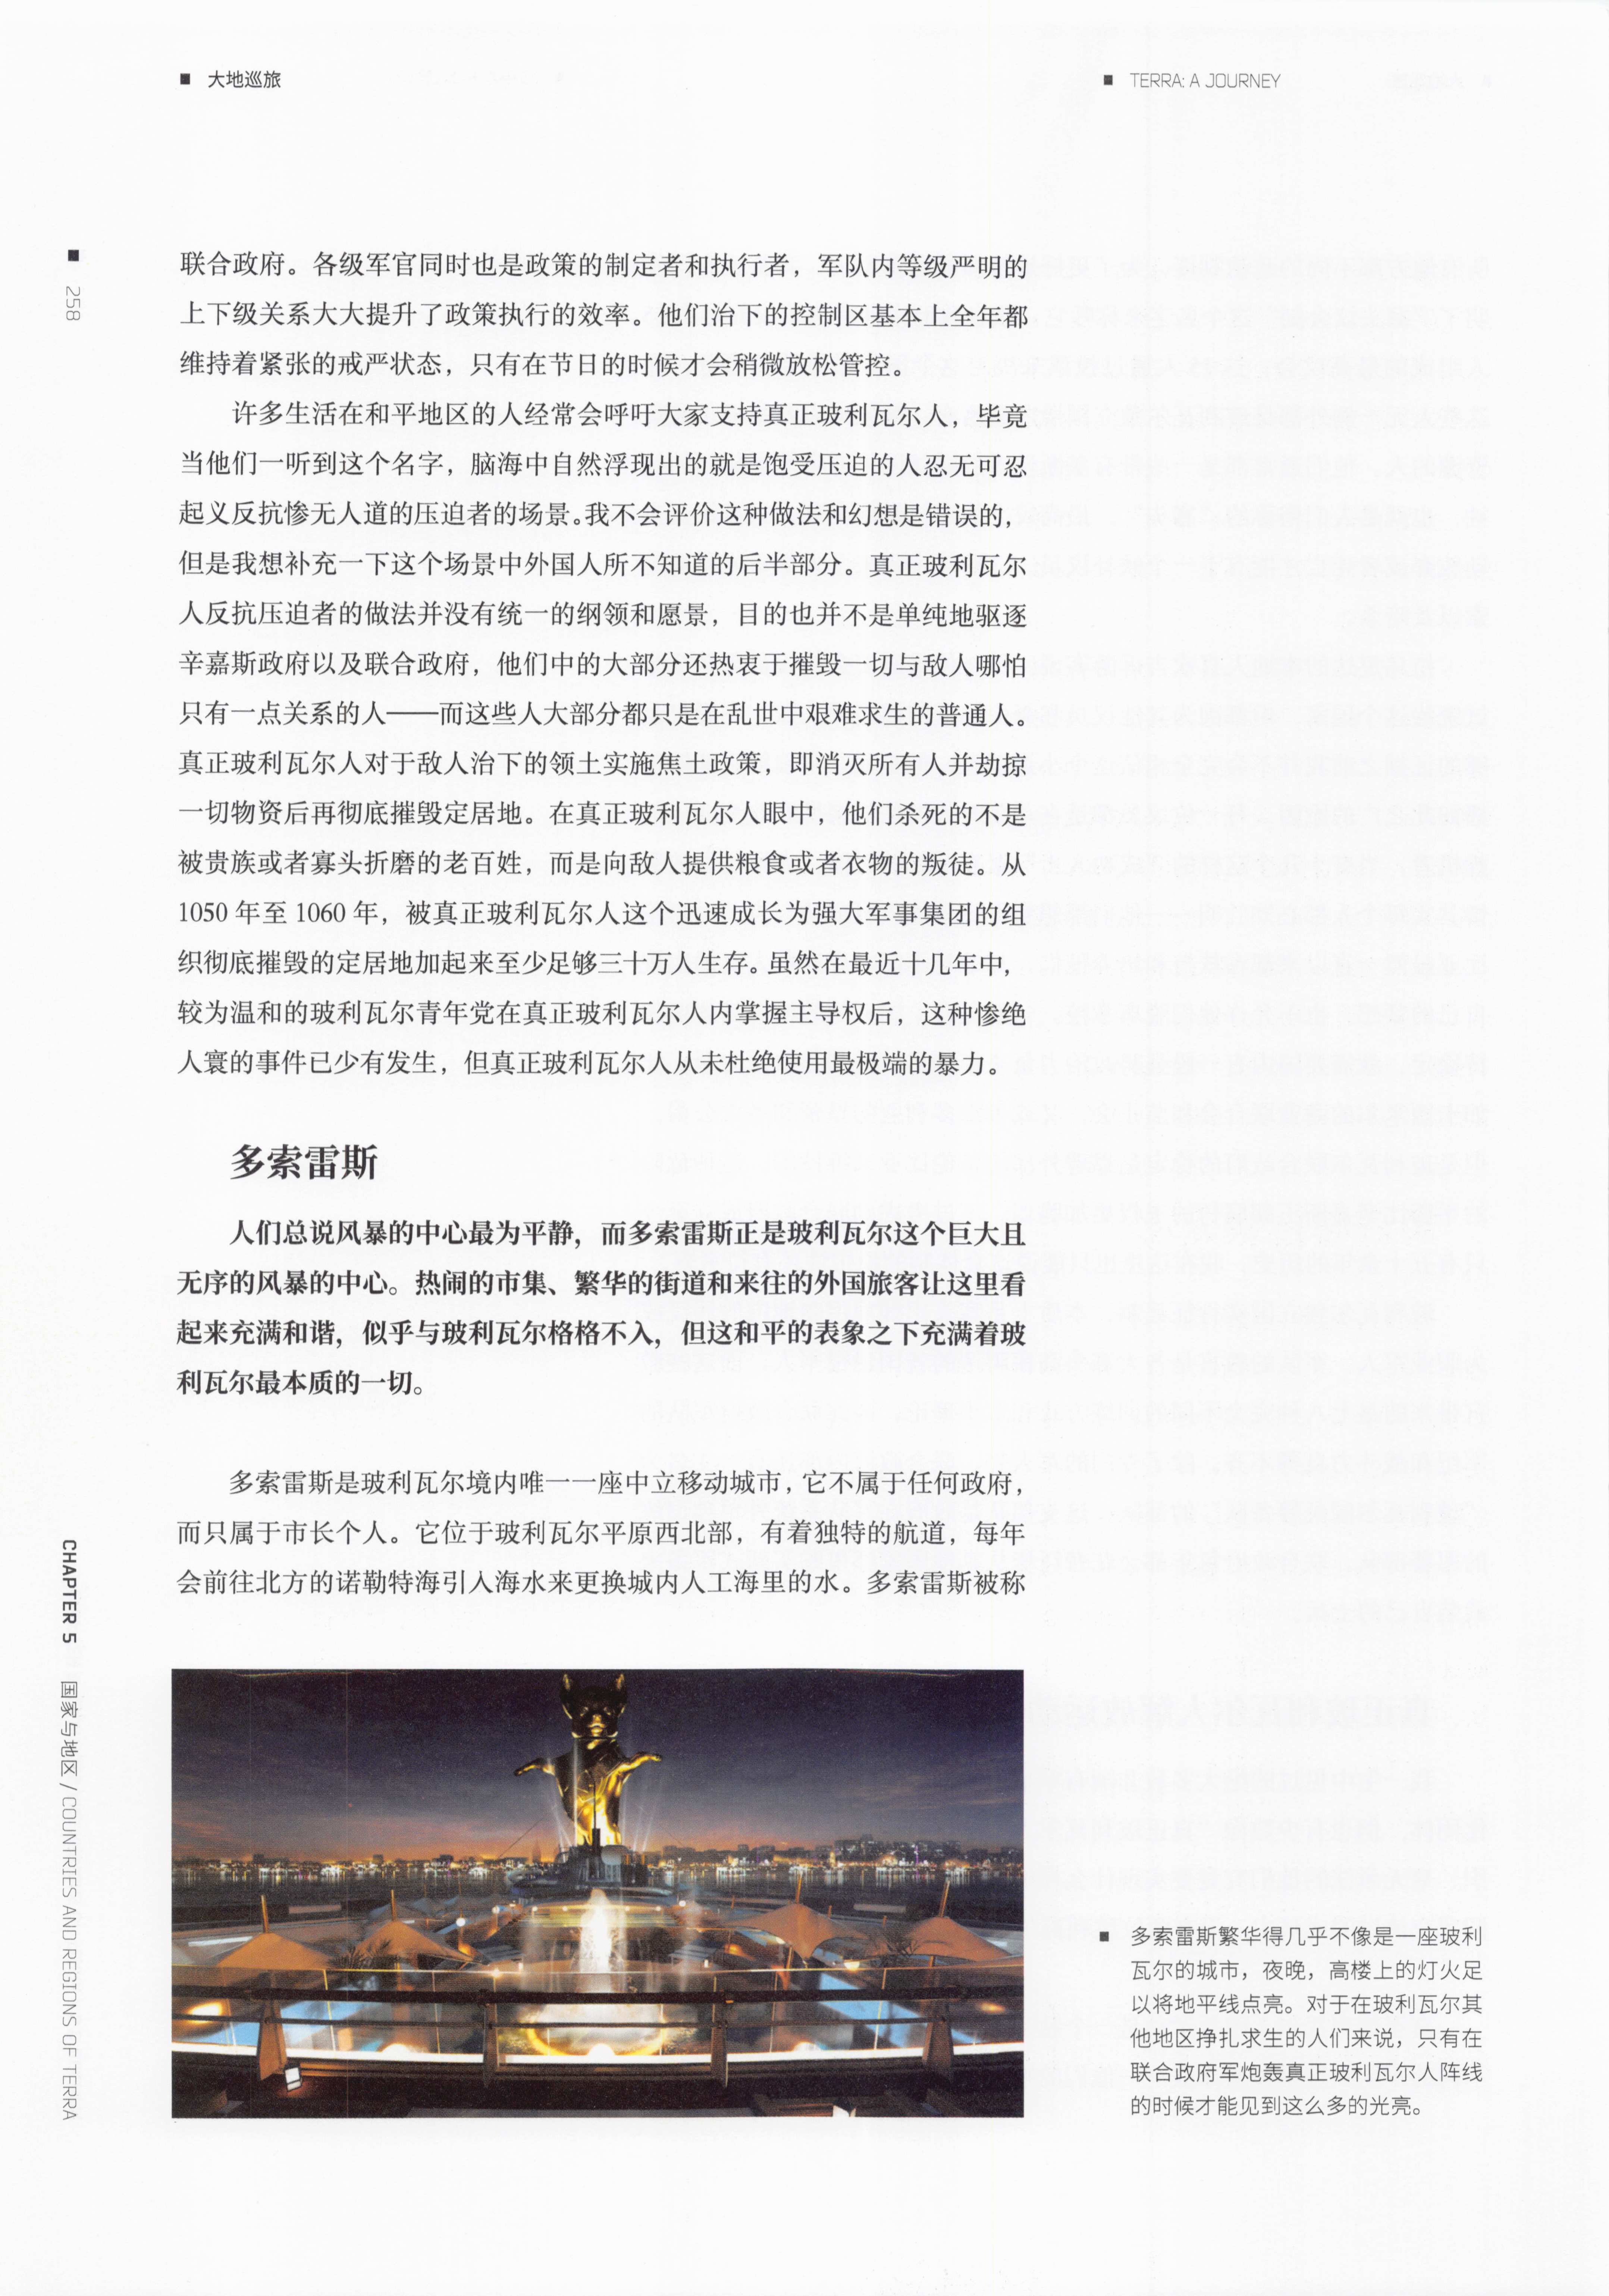 大地巡旅
TERRA: A JOURNEY
258
联合政府。各级军官同时也是政策的制定者和执行者，军队内等级严明的
上下级关系大大提升了政策执行的效率。他们治下的控制区基本上全年都
维持着紧张的戒严状态，只有在节日的时候才会稍微放松管控。
许多生活在和平地区的人经常会呼吁大家支持真正玻利瓦尔人，毕竟
当他们一听到这个名字，脑海中自然浮现出的就是饱受压迫的人忍无可忍
起义反抗惨无人道的压迫者的场景。我不会评价这种做法和幻想是错误的，
但是我想补充一下这个场景中外国人所不知道的后半部分。真正玻利瓦尔
人反抗压迫者的做法并没有统一的纲领和愿景，目的也并不是单纯地驱逐
辛嘉斯政府以及联合政府，他们中的大部分还热衷于摧毁一切与敌人哪怕
只有一点关系的人——而这些人大部分都只是在乱世中艰难求生的普通人。
真正玻利瓦尔人对于敌人治下的领土实施焦土政策，即消灭所有人并劫掠
一切物资后再彻底摧毁定居地。在真正玻利瓦尔人眼中，他们杀死的不是
被贵族或者寡头折磨的老百姓，而是向敌人提供粮食或者衣物的叛徒。从
1050 年至 1060 年，被真正玻利瓦尔人这个迅速成长为强大军事集团的组
织彻底摧毁的定居地加起来至少足够三十万人生存。虽然在最近十几年中，
较为温和的玻利瓦尔青年党在真正玻利瓦尔人内掌握主导权后，这种惨绝
人寰的事件已少有发生，但真正玻利瓦尔人从未杜绝使用最极端的暴力。
多索雷斯
人们总说风暴的中心最为平静，而多索雷斯正是玻利瓦尔这个巨大且
无序的风暴的中心。热闹的市集、繁华的街道和来往的外国旅客让这里看
起来充满和谐，似乎与玻利瓦尔格格不入，但这和平的表象之下充满着玻
利瓦尔最本质的一切。
多索雷斯是玻利瓦尔境内唯一一座中立移动城市，它不属于任何政府，
而只属于市长个人。它位于玻利瓦尔平原西北部，有着独特的航道，每年
会前往北方的诺勒特海引入海水来更换城内人工海里的水。多索雷斯被称
多索雷斯繁华得几乎不像是一座玻利
瓦尔的城市，夜晚，高楼上的灯火足
以将地平线点亮。对于在玻利瓦尔其
他地区挣扎求生的人们来说，只有在
联合政府军炮轰真正玻利瓦尔人阵线
的时候才能见到这么多的光亮。
CHAPTER 5 国家与地区 / COUNTRIES AND REGIONS OF TERRA